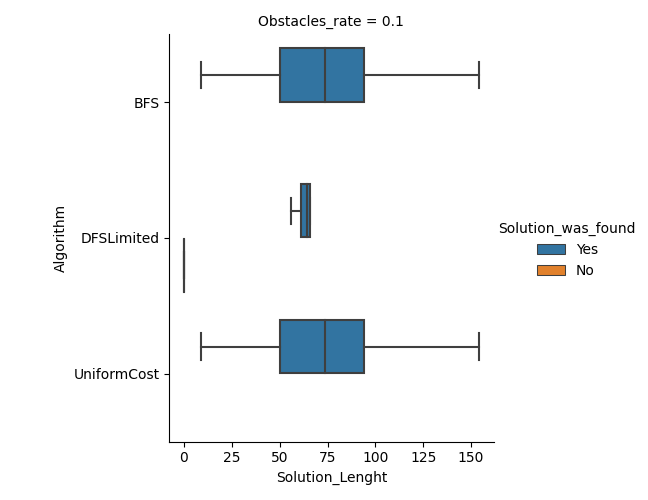 Obstacles_rate = 0.1
BFS
DFSLimited
UniformCost
Algorithm
Solution_was_found
Yes
No
0 25 50 75 100 125 150
Solution_Lenght